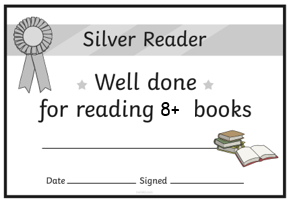 Silver Reader
Well done
for reading 8+ books
Date Signed